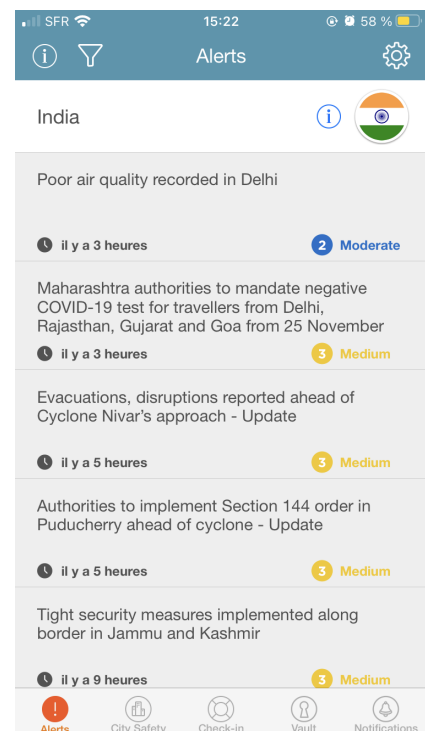 SFR 15:22 58 %
Alerts
India
Poor air quality recorded in Delhi
il y a 3 heures 2 Moderate
Maharashtra authorities to mandate negative
COVID-19 test for travellers from Delhi,
Rajasthan, Gujarat and Goa from 25 November
il y a 3 heures 3 Medium
Evacuations, disruptions reported ahead of
Cyclone Nivar's approach - Update
il y a 5 heures 3 Medium
Authorities to implement Section 144 order in
Puducherry ahead of cyclone - Update
il y a 5 heures 3 Medium
Tight security measures implemented along
border in Jammu and Kashmir
il y a 9 heures 3 Medium
Alerts City Safety Check-in Vault Notifications